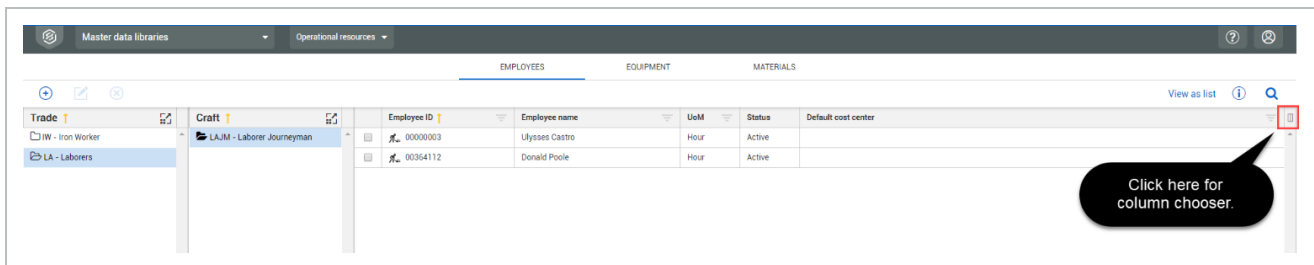 Master data libraries Operational resources
EMPLOYEES EQUIPMENT MATERIALS
View as list
Trade Craft Employee ID Employee name UoM Status Default cost center
IW - Iron Worker LAJM - Laborer Journeyman 00000003 Ulysses Castro Hour Active
LA - Laborers 00364112 Donald Poole Hour Active
Click here for
column chooser.